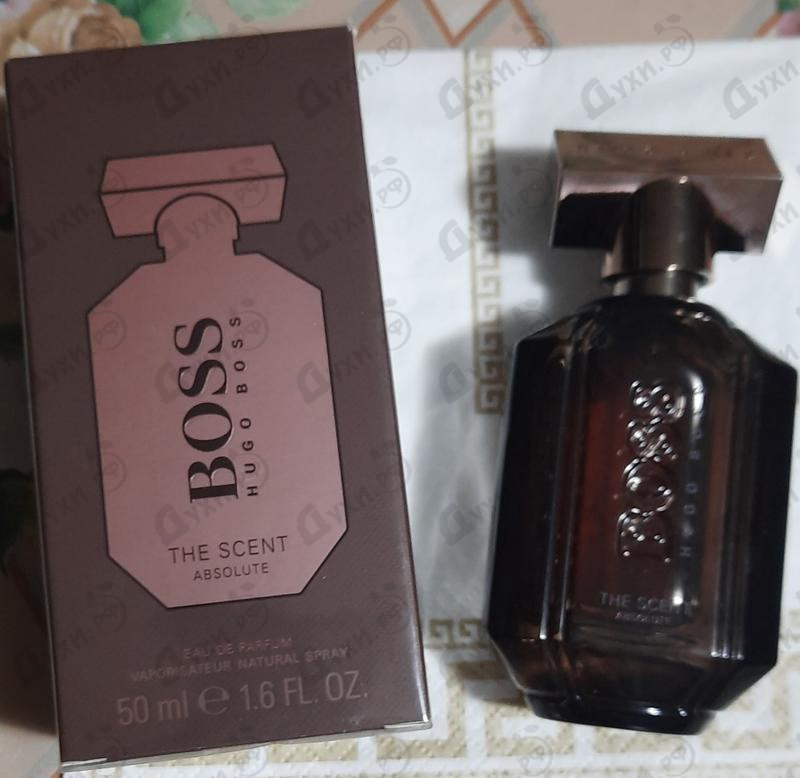 BOSS
HUGO BOSS
THE SCENT
ABSOLUTE
EAU DE PARFUM
VAPORISATEUR NATURAL SPRAY
50 ml ℮ 1.6 FL. OZ.
BOSS
HUGO BOSS
THE SCENT
ABSOLUTE
Духи.РФ